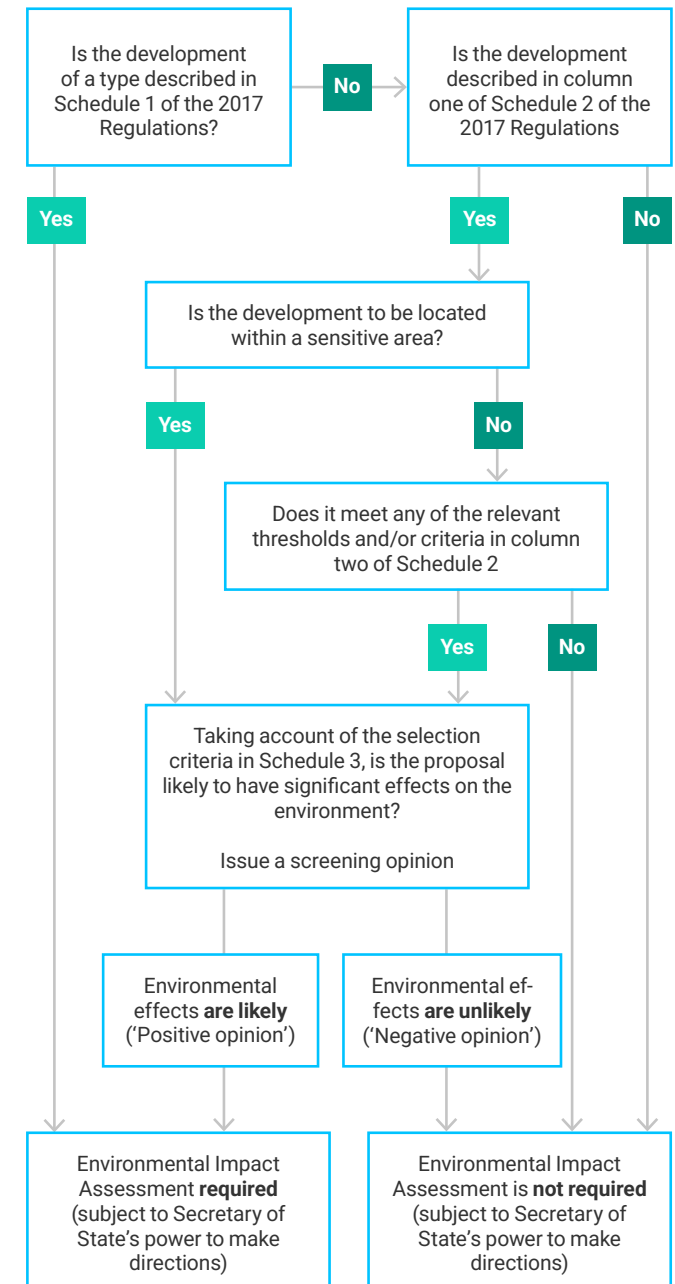 Is the development
of a type described in
Schedule 1 of the 2017
Regulations?
No
Is the development
described in column
one of Schedule 2 of the
2017 Regulations
Yes
Yes
No
Is the development to be located
within a sensitive area?
Yes
No
Does it meet any of the relevant
thresholds and/or criteria in column
two of Schedule 2
Yes
No
Taking account of the selection
criteria in Schedule 3, is the proposal
likely to have significant effects on the
environment?
Issue a screening opinion
Environmental
effects are likely
(‘Positive opinion’)
Environmental ef-
fects are unlikely
(‘Negative opinion’)
Environmental Impact
Assessment required
(subject to Secretary of
State’s power to make
directions)
Environmental Impact
Assessment is not required
(subject to Secretary of
State’s power to make
directions)